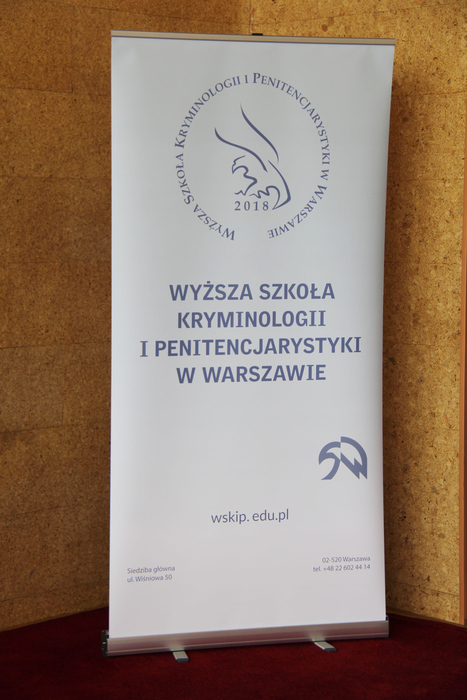 WYŻSZA SZKOŁA KRYMINOLOGII I PENITENCJARYSTYKI W WARSZAWIE
2018
WYŻSZA SZKOŁA
KRYMINOLOGII
I PENITENCJARYSTYKI
W WARSZAWIE
SW
wskip.edu.pl
Siedziba główna
ul. Wiśniowa 50
02-520 Warszawa
tel. +48 22 602 44 14